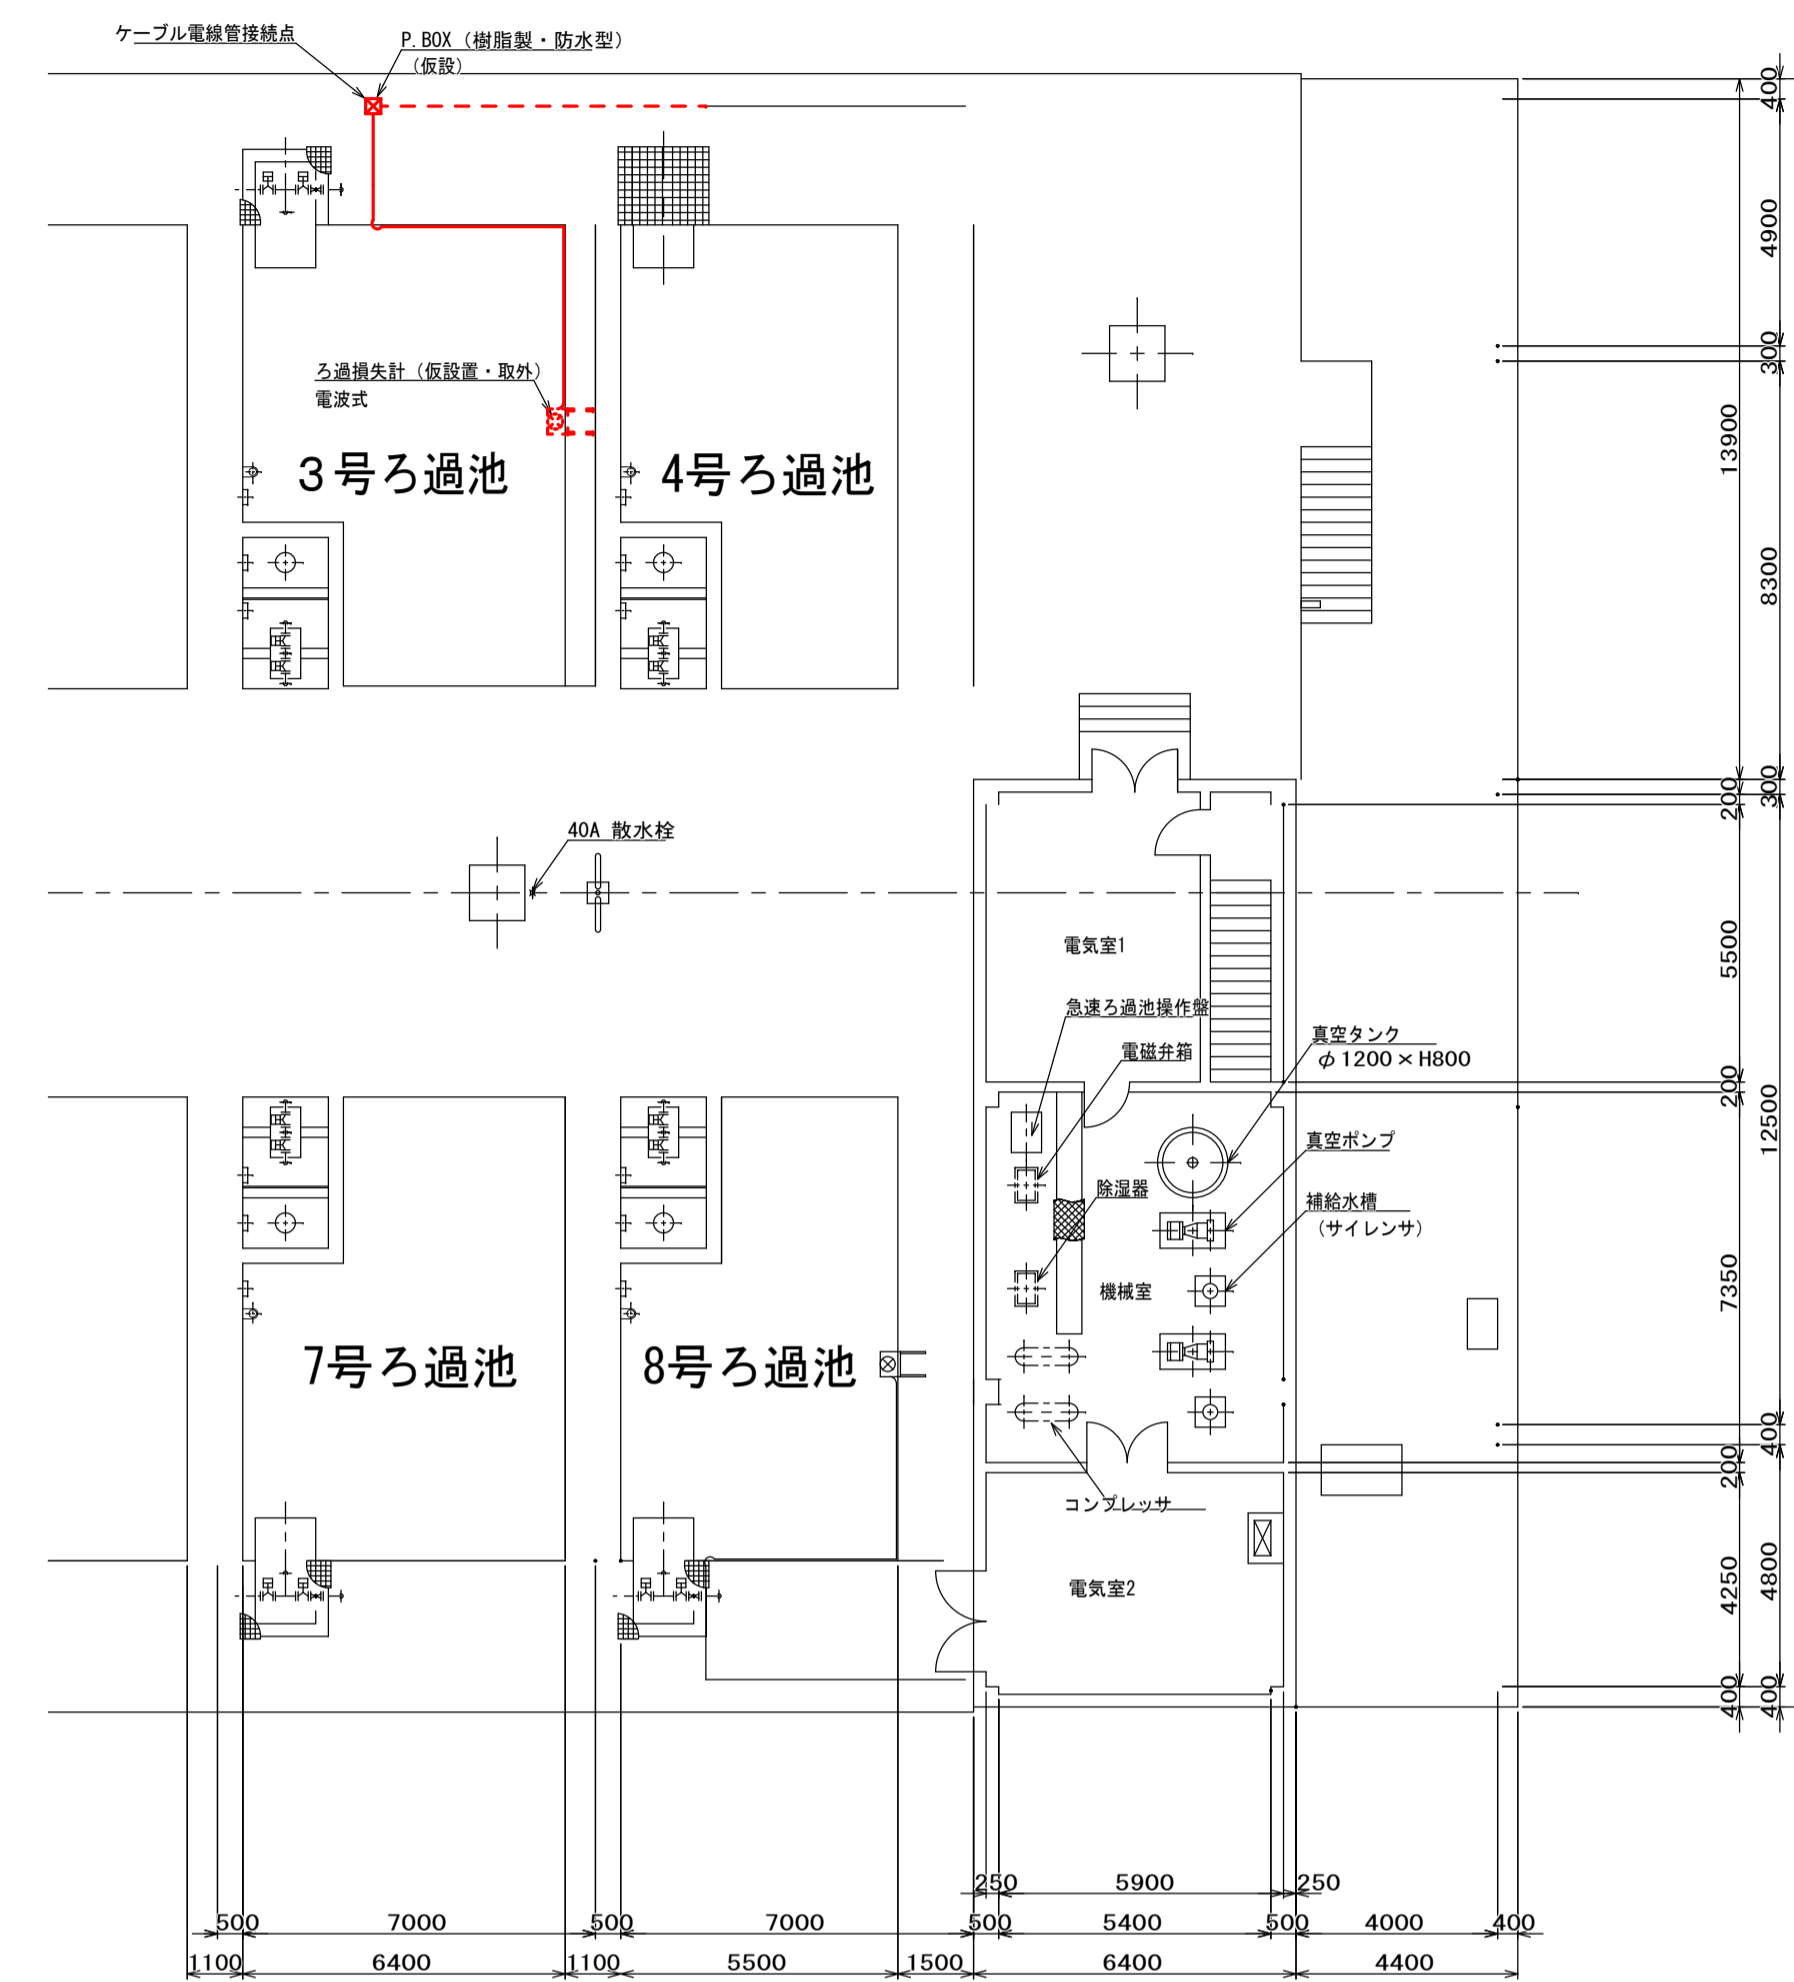 ケーブル電線管接続点
P.BOX（樹脂製・防水型）
（仮設）
ろ過損失計（仮設置・取外）
電波式
３号ろ過池
4号ろ過池
40A 散水栓
電気室1
急速ろ過池操作盤
電磁弁箱
真空タンク
φ1200×H800
真空ポンプ
除湿器
補給水槽
（サイレンサ）
機械室
7号ろ過池
8号ろ過池
コンプレッサ
電気室2
400
4900
300
13900
8300
300
200
5500
200
12500
7350
400
200
4250
4800
400
400
250
5900
250
500
7000
500
7000
500
5400
500
4000
400
1100
6400
1100
5500
1500
6400
4400